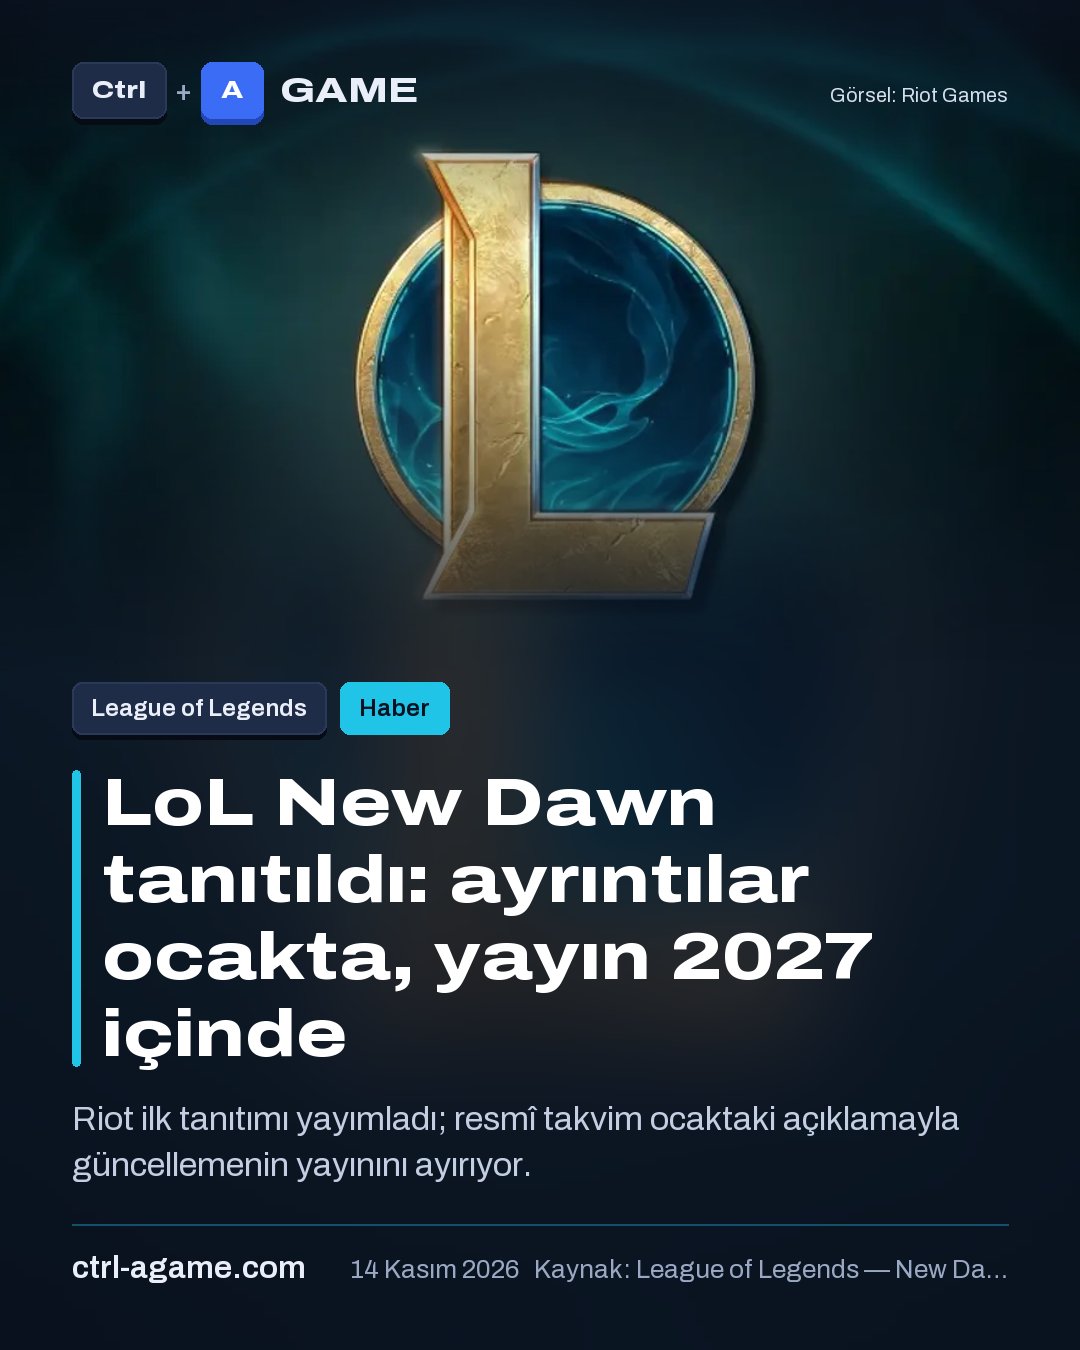 Ctrl + A GAME
Görsel: Riot Games
League of Legends
Haber
LoL New Dawn
tanıtıldı: ayrıntılar
ocakta, yayın 2027
içinde
Riot ilk tanıtımı yayımladı; resmî takvim ocaktaki açıklamayla
güncellemenin yayınını ayırıyor.
ctrl-agame.com
14 Kasım 2026 Kaynak: League of Legends — New Da...